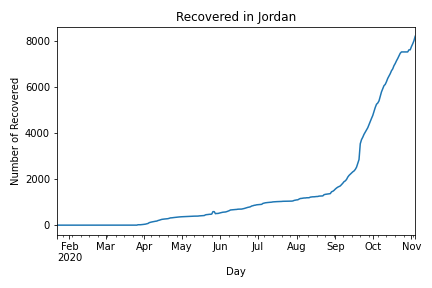 Recovered in Jordan
Number of Recovered
8000
6000
4000
2000
0
Feb Mar Apr May Jun Jul Aug Sep Oct Nov
2020
Day